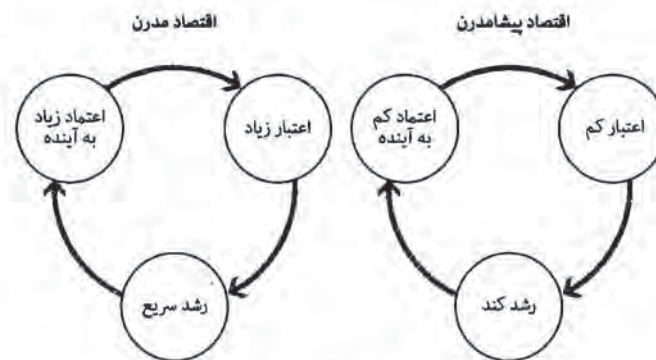 اقتصاد پیشامدرن
اعتماد کم
به آینده
اعتبار کم
رشد کند
اقتصاد مدرن
اعتماد زیاد
به آینده
اعتبار زیاد
رشد سریع